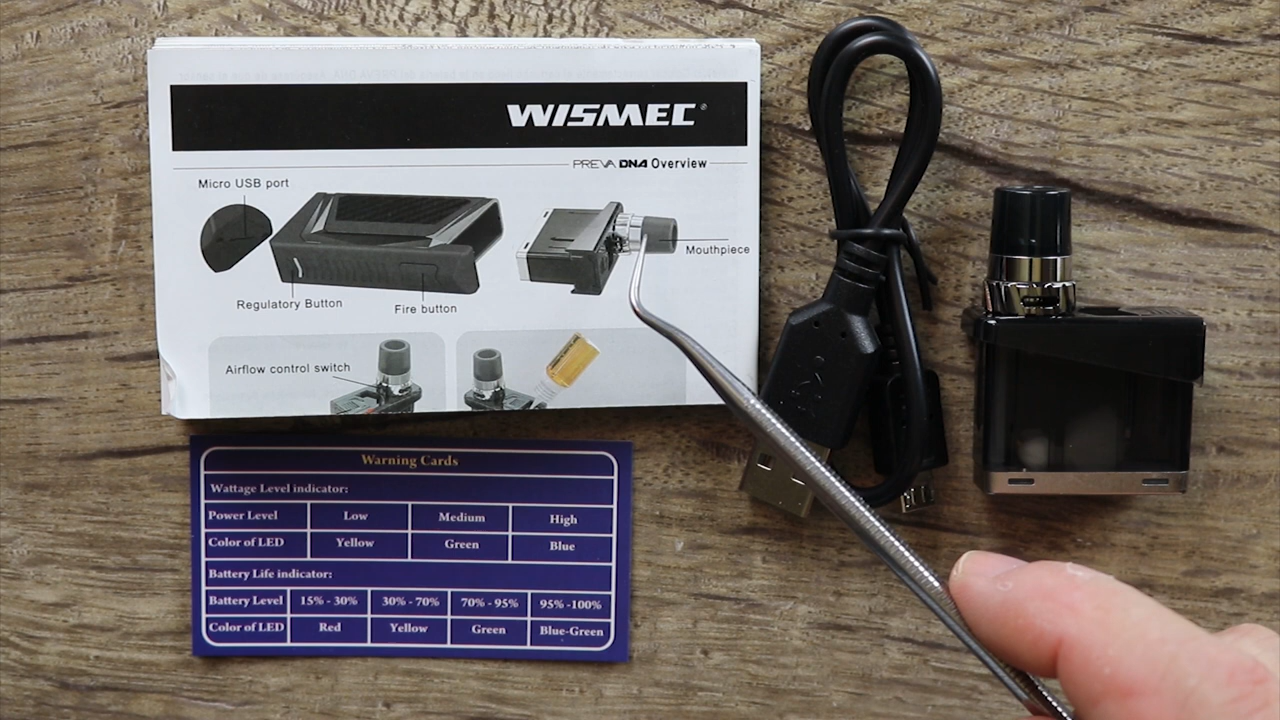 WISMEC®
PREVA DNA Overview
Micro USB port
Mouthpiece
Regulatory Button
Fire button
Airflow control switch
Warning Cards
Wattage Level indicator:
Power Level Low Medium High
Color of LED Yellow Green Blue
Battery Life indicator:
Battery Level 15% - 30% 30% - 70% 70% - 95% 95% -100%
Color of LED Red Yellow Green Blue-Green